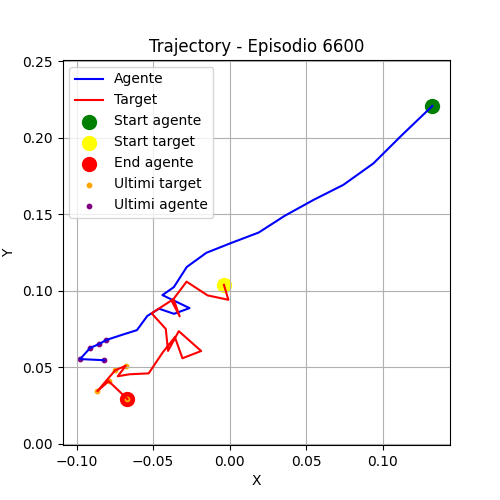 Trajectory - Episodio 6600
0.25
0.20
0.15
0.10
0.05
0.00
Y
Agente
Target
Start agente
Start target
End agente
Ultimi target
Ultimi agente
−0.10
−0.05
0.00
0.05
0.10
X